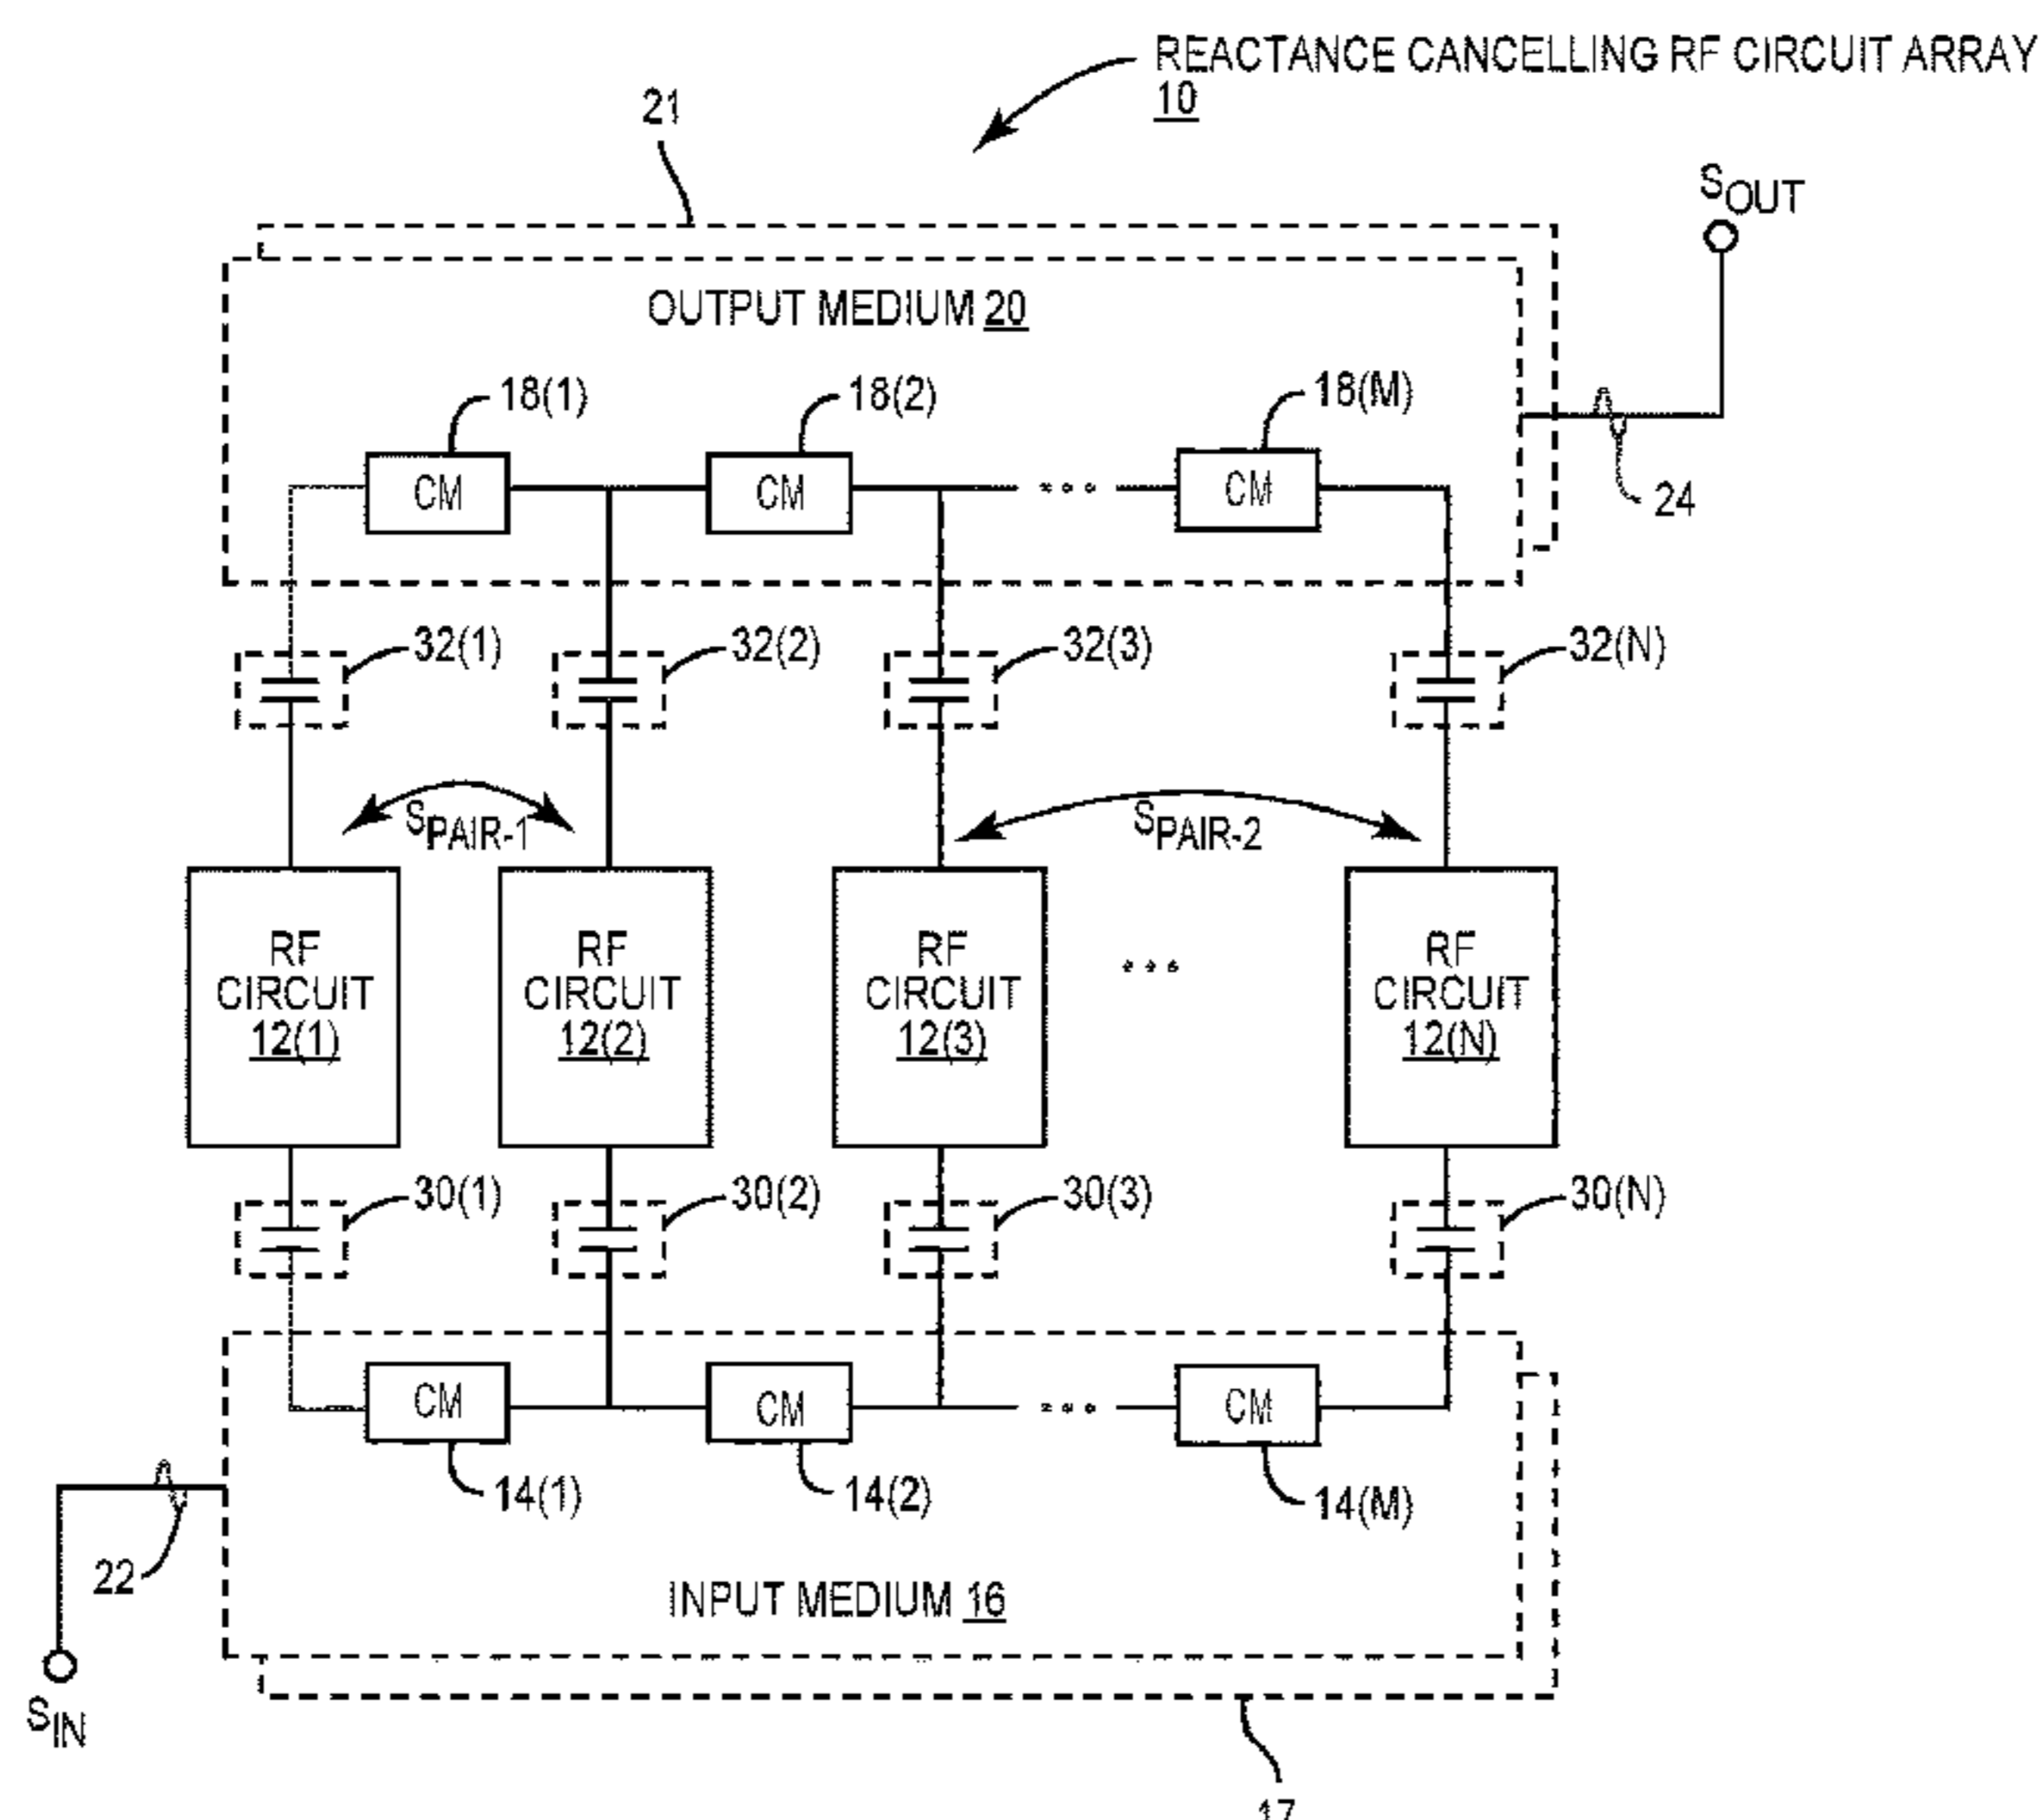 REACTANCE CANCELLING RF CIRCUIT ARRAY
10
21
SOUT
OUTPUT MEDIUM 20
18(1)
18(2)
18(M)
CM
CM
CM
24
32(1)
32(2)
32(3)
32(N)
SPAIR-1
SPAIR-2
RF
CIRCUIT
12(1)
RF
CIRCUIT
12(2)
RF
CIRCUIT
12(3)
...
RF
CIRCUIT
12(N)
30(1)
30(2)
30(3)
30(N)
CM
CM
CM
14(1)
14(2)
14(M)
22
INPUT MEDIUM 16
SIN
17